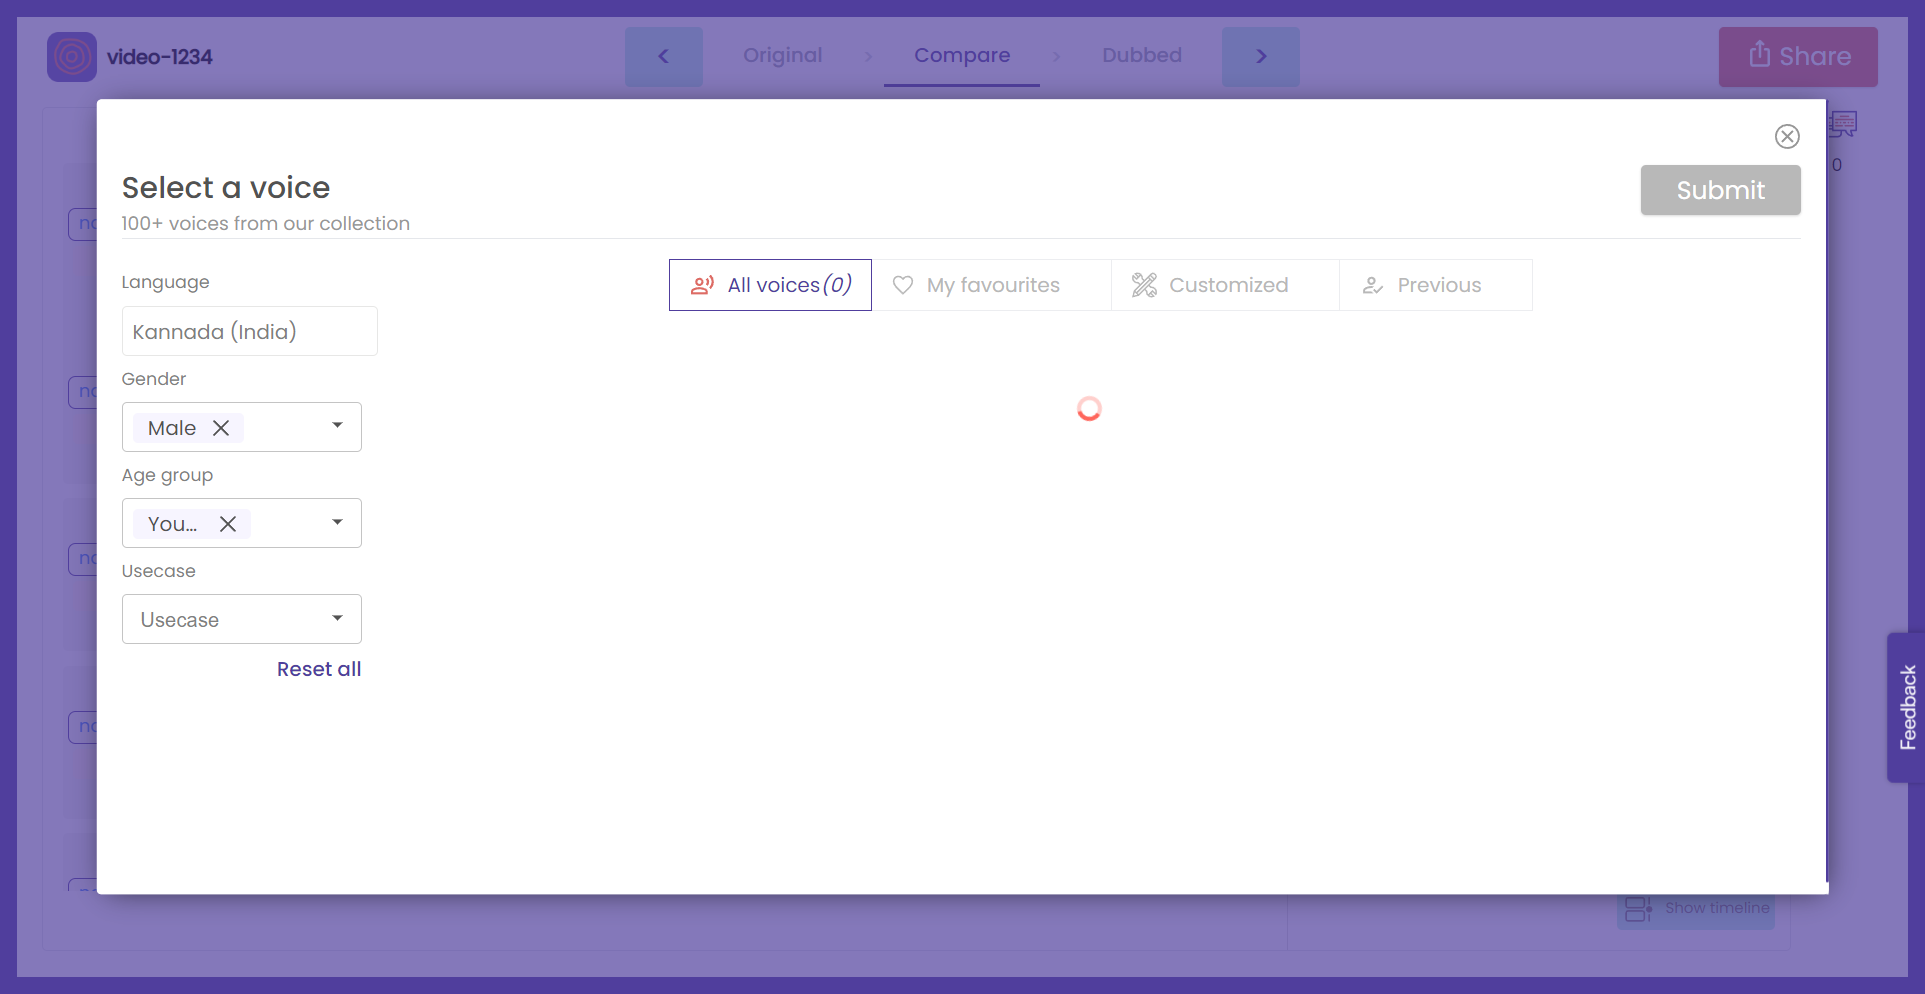 video-1234
Original
Compare
Dubbed
Share
0
Select a voice
Submit
100+ voices from our collection
Language
Kannada (India)
All voices(0)
My favourites
Customized
Previous
Gender
Male
Age group
You...
Usecase
Usecase
Reset all
Feedback
Show timeline